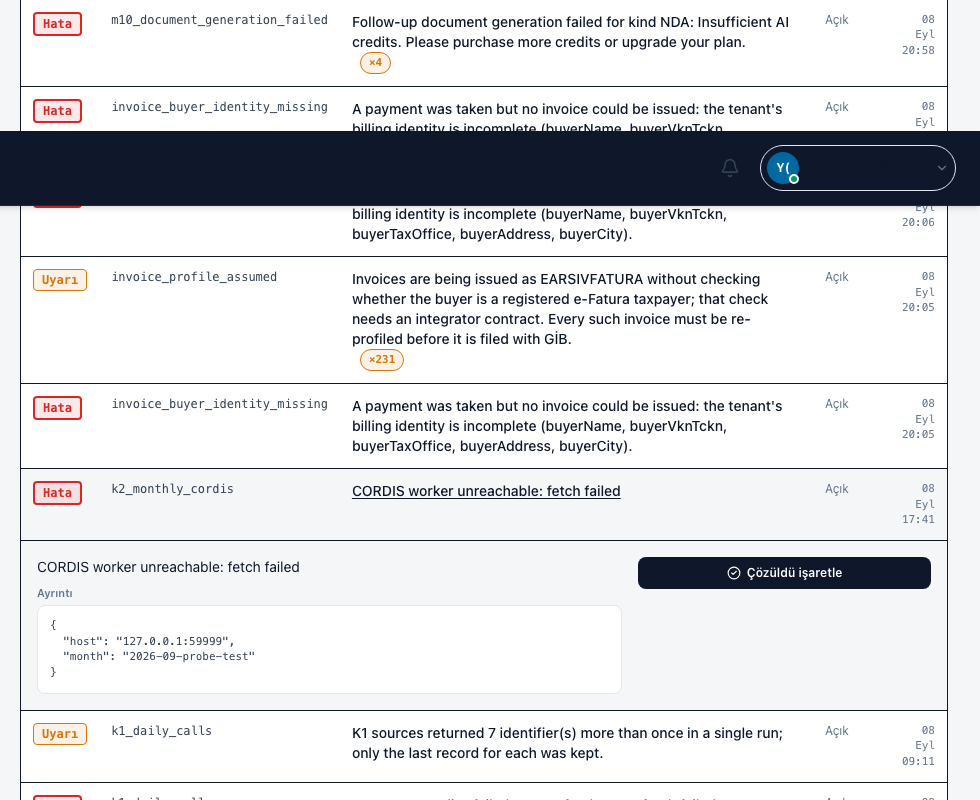 Hata m10_document_generation_failed Follow-up document generation failed for kind NDA: Insufficient AI Açık 08
credits. Please purchase more credits or upgrade your plan. Eyl
×4 20:58
Hata invoice_buyer_identity_missing A payment was taken but no invoice could be issued: the tenant's Açık 08
billing identity is incomplete (buyerName, buyerVknTckn, Eyl
Y(
billing identity is incomplete (buyerName, buyerVknTckn, Eyl
buyerTaxOffice, buyerAddress, buyerCity). 20:06
Uyarı invoice_profile_assumed Invoices are being issued as EARSIVFATURA without checking Açık 08
whether the buyer is a registered e-Fatura taxpayer; that check Eyl
needs an integrator contract. Every such invoice must be re- 20:05
profiled before it is filed with GİB.
×231
Hata invoice_buyer_identity_missing A payment was taken but no invoice could be issued: the tenant's Açık 08
billing identity is incomplete (buyerName, buyerVknTckn, Eyl
buyerTaxOffice, buyerAddress, buyerCity). 20:05
Hata k2_monthly_cordis CORDIS worker unreachable: fetch failed Açık 08
Eyl
17:41
CORDIS worker unreachable: fetch failed Çözüldü işaretle
Ayrıntı
{
"host": "127.0.0.1:59999",
"month": "2026-09-probe-test"
}
Uyarı k1_daily_calls K1 sources returned 7 identifier(s) more than once in a single run; Açık 08
only the last record for each was kept. Eyl
09:11